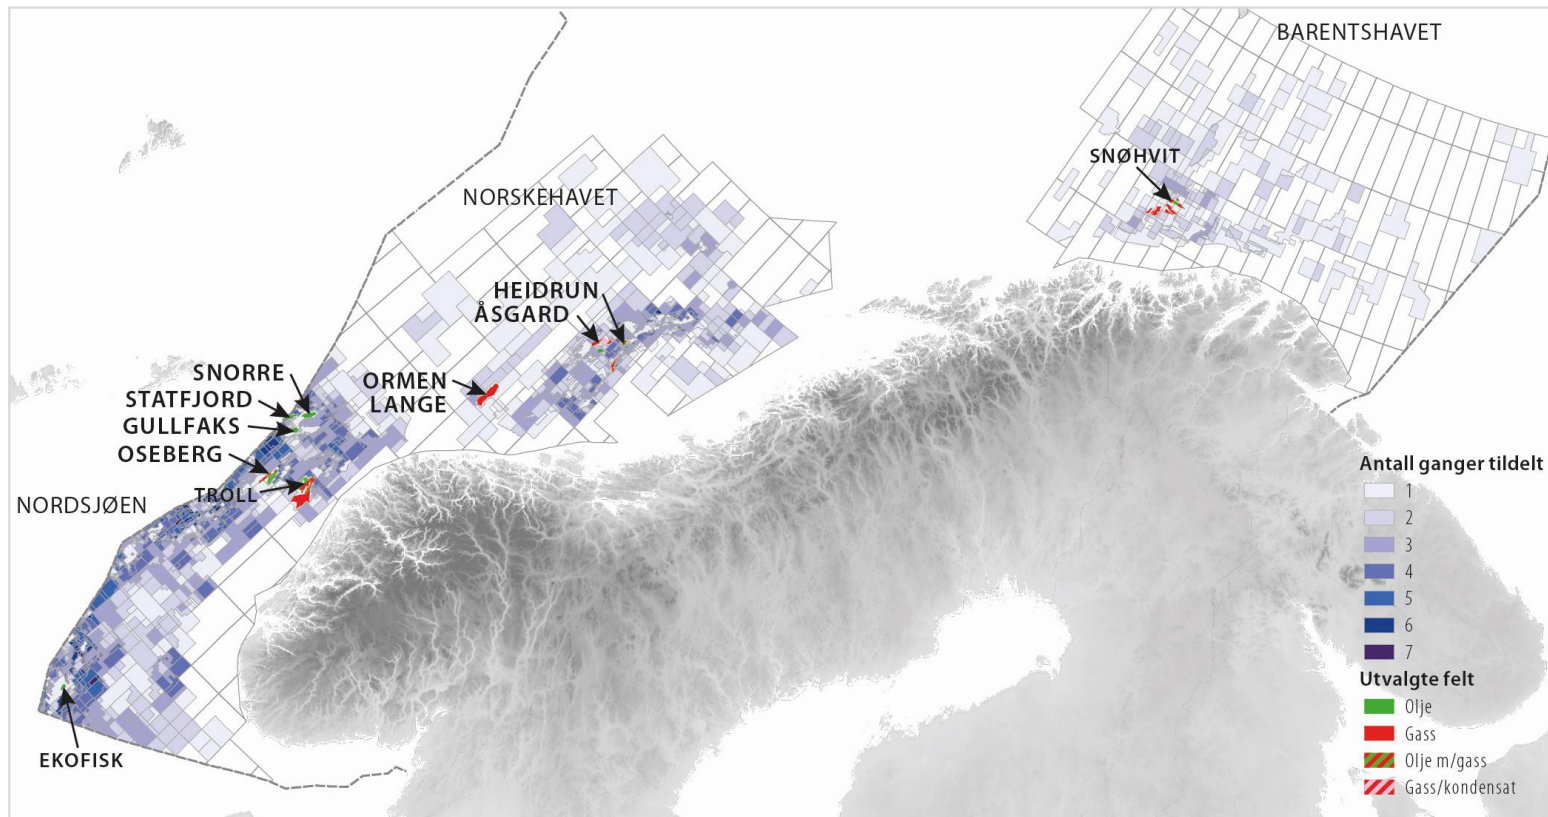 BARENTSHAVET
SNØHVIT
NORSKEHAVET
HEIDRUN
ÅSGARD
SNORRE
STATFJORD
GULLFAKS
OSEBERG
ORMEN
LANGE
TROLL
NORDSJØEN
EKOFISK
Antall ganger tildelt
1
2
3
4
5
6
7
Utvalgte felt
Olje
Gass
Olje m/gass
Gass/kondensat